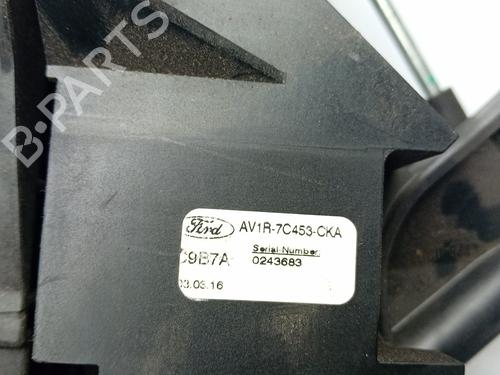 B-PARTS
Ford AV1R-7C453-CKA
Serial Number
C9B7A 0243683
03.03.16